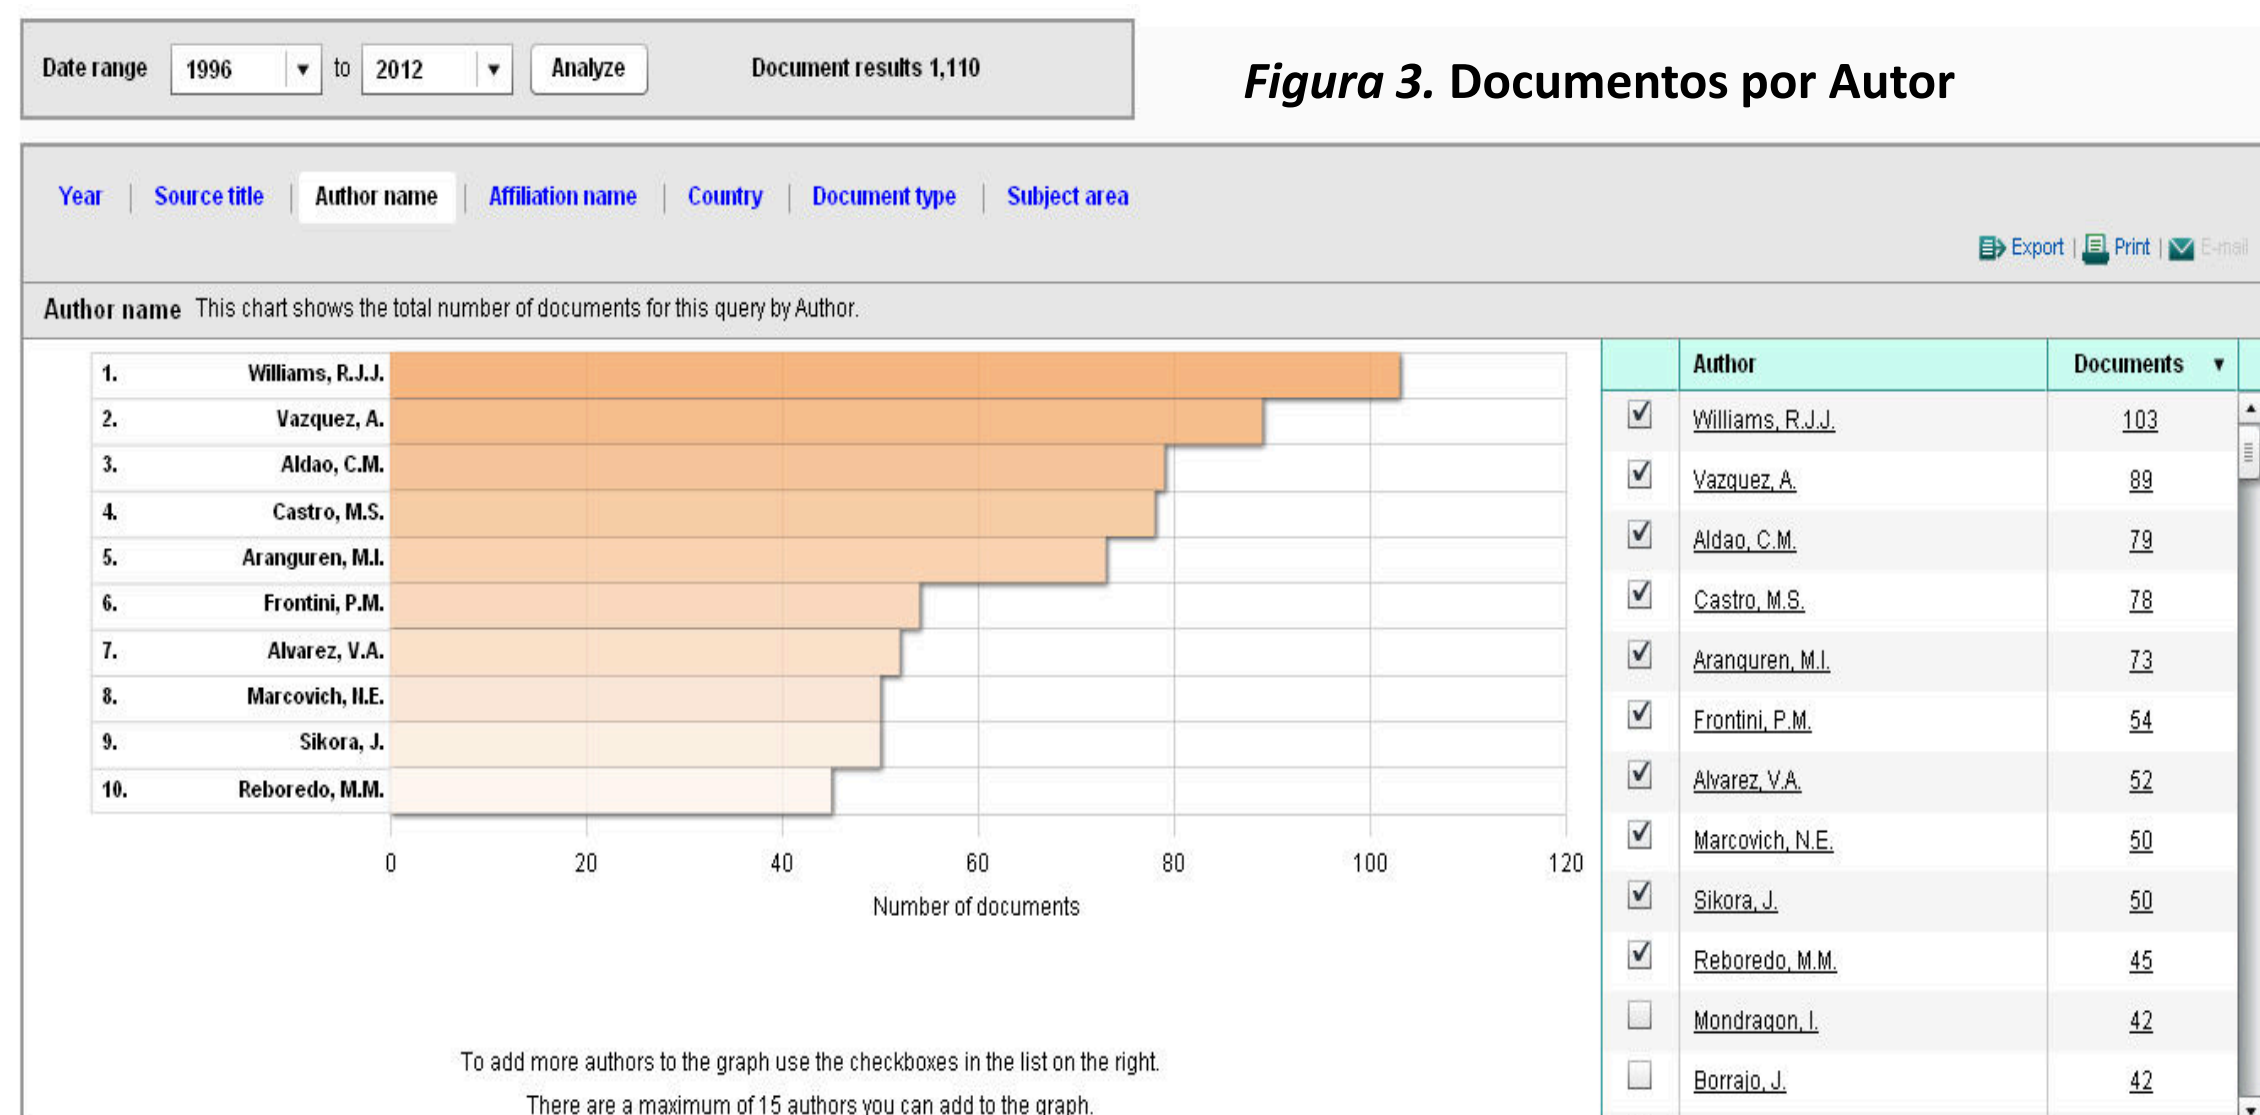 Date range 1996 to 2012 Analyze Document results 1,110
Figura 3. Documentos por Autor
Year | Source title | Author name | Affiliation name | Country | Document type | Subject area
Export | Print | E-mail
Author name This chart shows the total number of documents for this query by Author.
1. Williams, R.J.J.
2. Vazquez, A.
3. Aldao, C.M.
4. Castro, M.S.
5. Aranguren, M.I.
6. Frontini, P.M.
7. Alvarez, V.A.
8. Marcovich, N.E.
9. Sikora, J.
10. Reboredo, M.M.
0 20 40 60 80 100 120
Number of documents
To add more authors to the graph use the checkboxes in the list on the right.
There are a maximum of 15 authors you can add to the graph.
Author Documents
Williams, R.J.J. 103
Vazquez, A. 89
Aldao, C.M. 79
Castro, M.S. 78
Aranguren, M.I. 73
Frontini, P.M. 54
Alvarez, V.A. 52
Marcovich, N.E. 50
Sikora, J. 50
Reboredo, M.M. 45
Mondragon, I. 42
Borrajo, J. 42